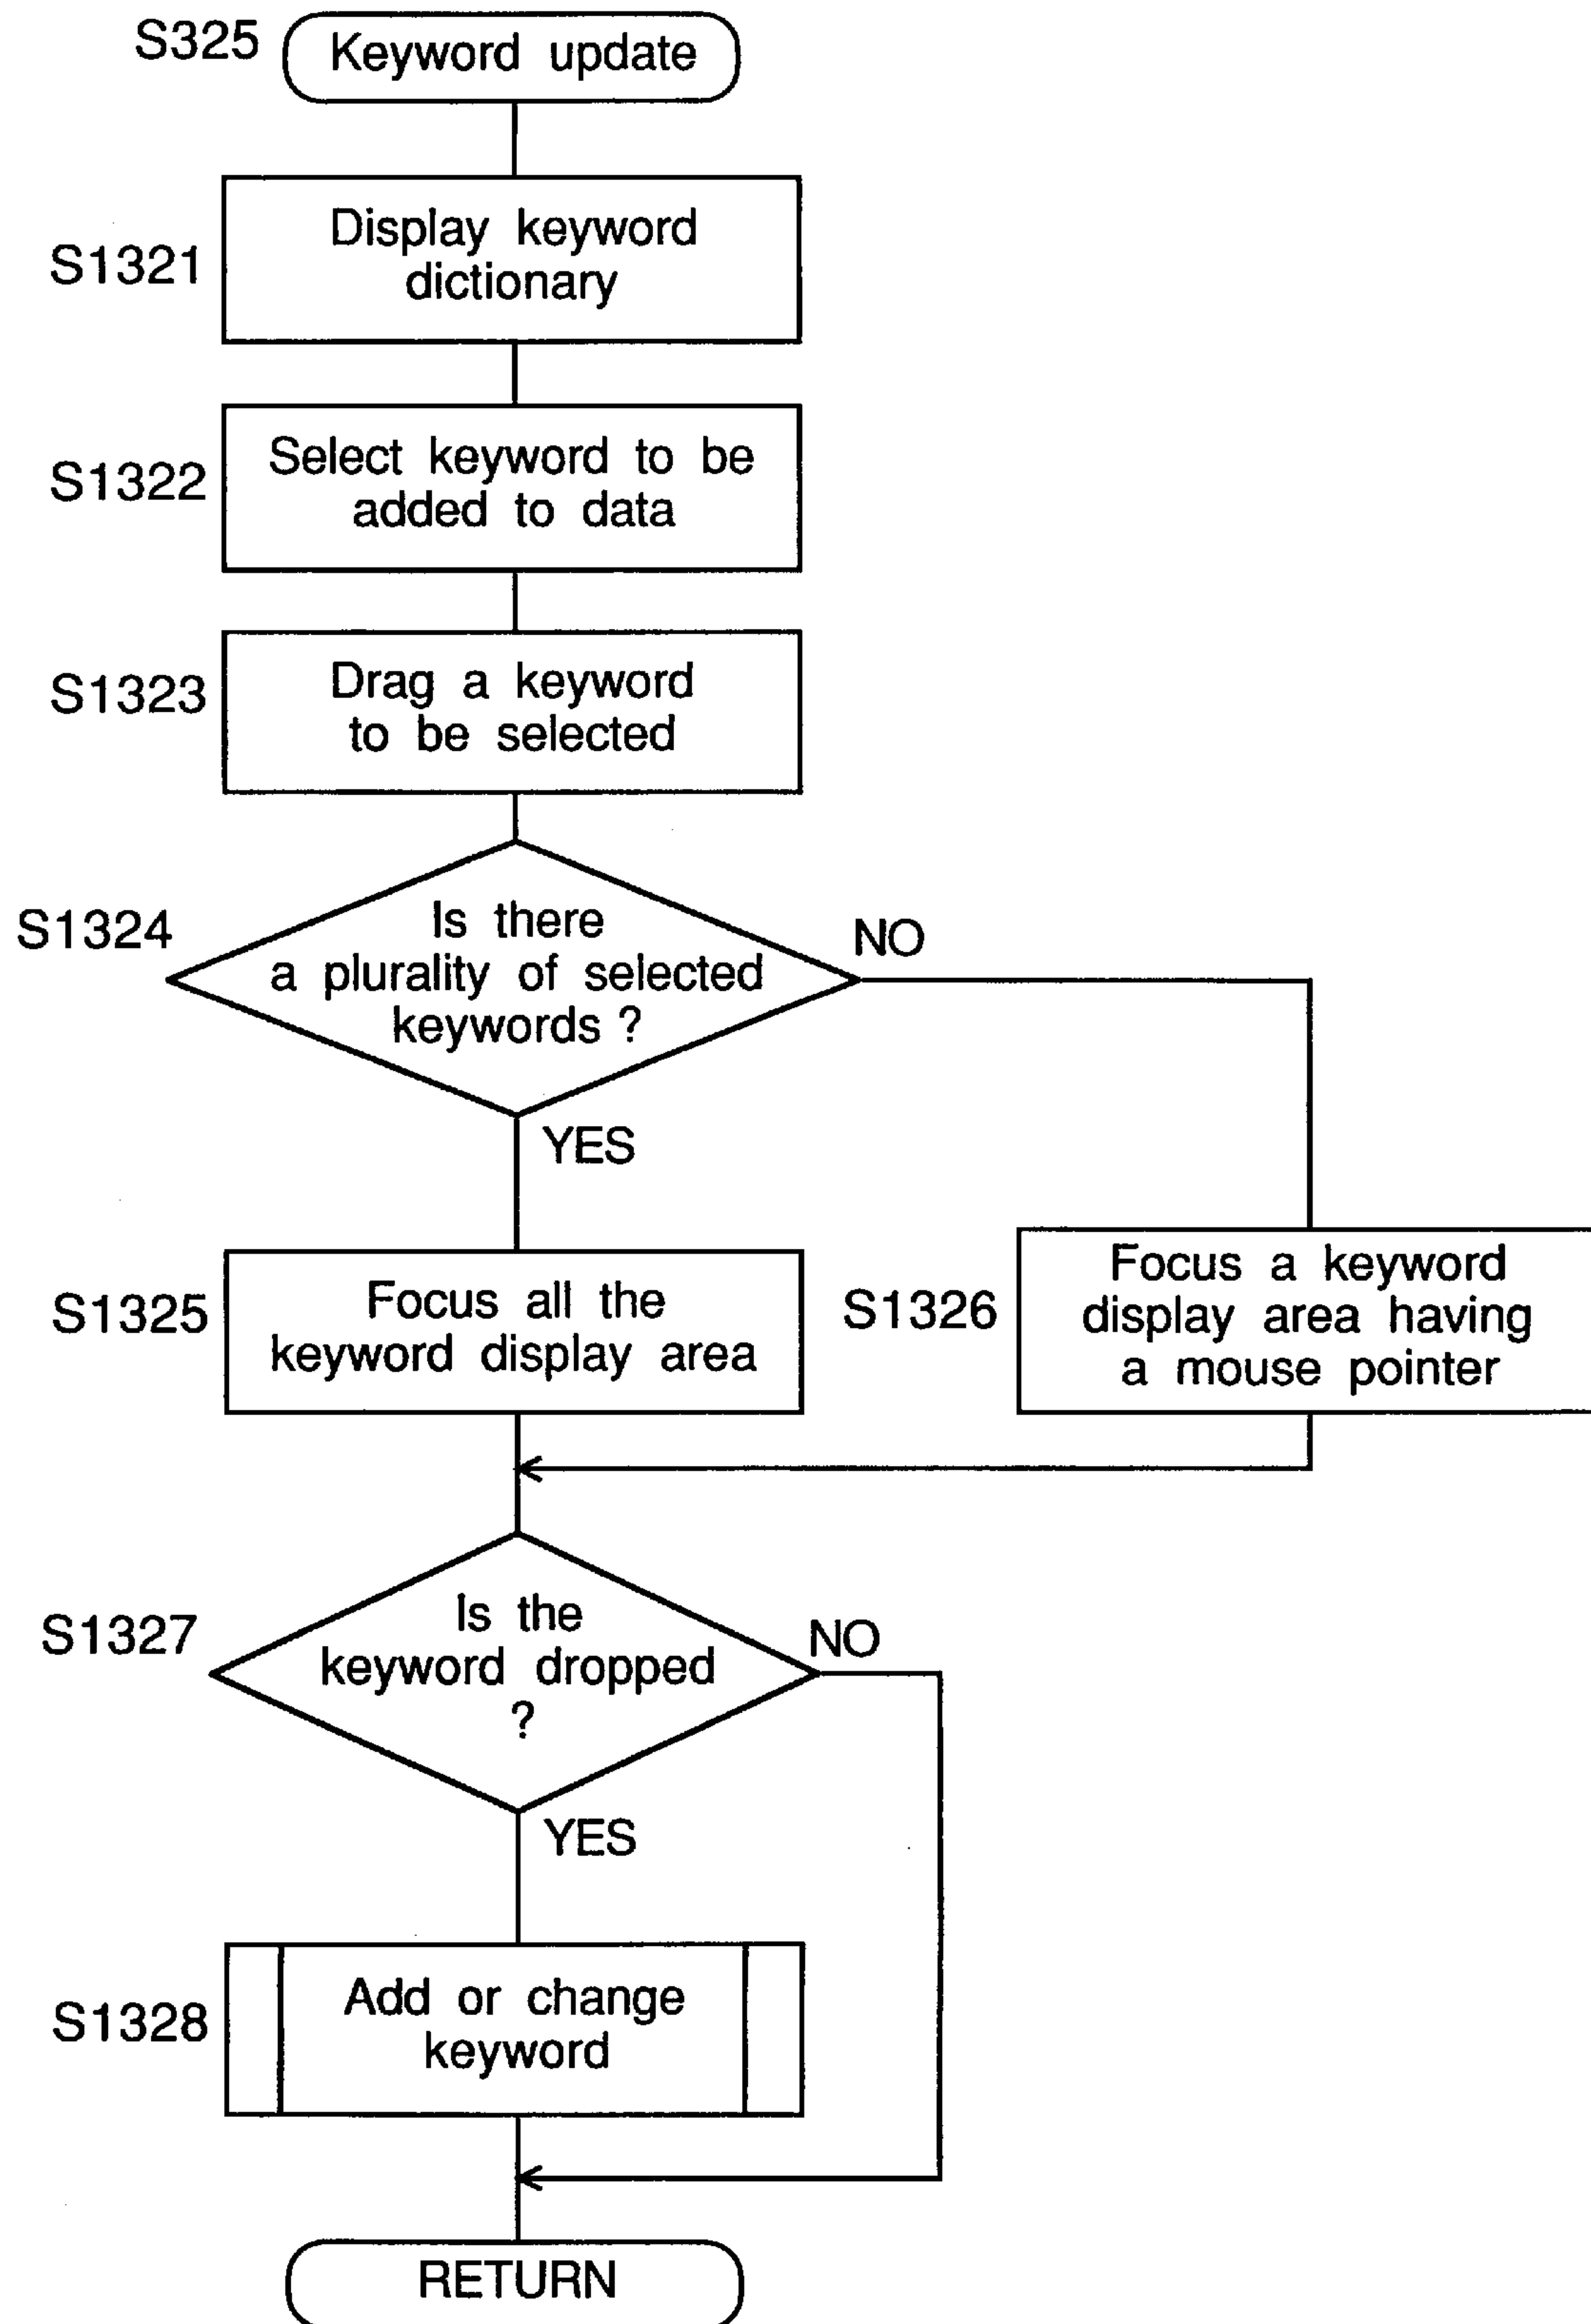 S325
Keyword update
S1321
Display keyword
dictionary
S1322
Select keyword to be
added to data
S1323
Drag a keyword
to be selected
S1324
Is there
a plurality of selected
keywords ?
NO
YES
S1325
Focus all the
keyword display area
S1326
Focus a keyword
display area having
a mouse pointer
S1327
Is the
keyword dropped
?
NO
YES
S1328
Add or change
keyword
RETURN